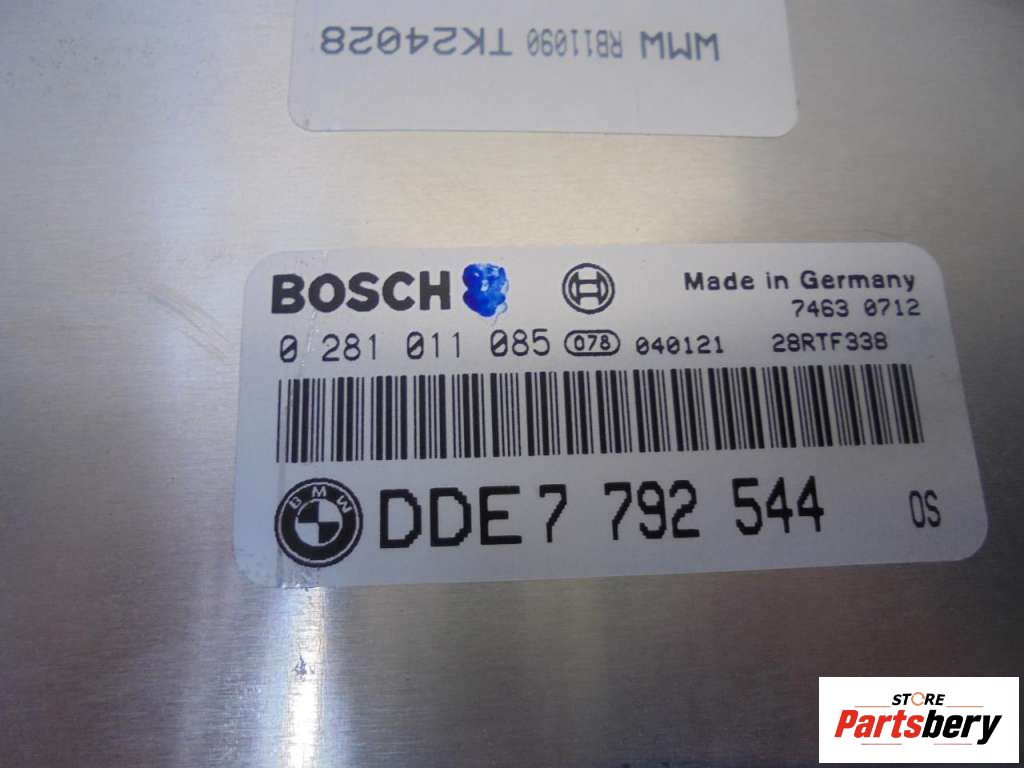 WMW RB11090 TK24028
BOSCH
Made in Germany
7463 0712
0 281 011 085 078 040121 28RTF338
BMW DDE 7 792 544 OS
STORE
Partsbery